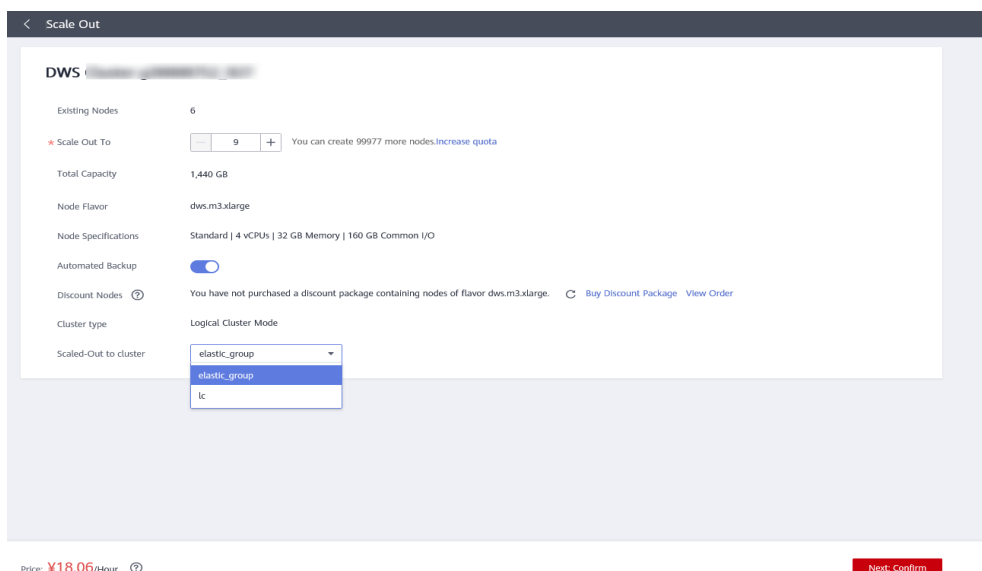 Scale Out
DWS
Existing Nodes 6
* Scale Out To − 9 + You can create 99977 more nodes.Increase quota
Total Capacity 1,440 GB
Node Flavor dws.m3.xlarge
Node Specifications Standard | 4 vCPUs | 32 GB Memory | 160 GB Common I/O
Automated Backup
Discount Nodes ? You have not purchased a discount package containing nodes of flavor dws.m3.xlarge. Buy Discount Package View Order
Cluster type Logical Cluster Mode
Scaled-Out to cluster elastic_group
elastic_group
lc
Price: ¥18.06/Hour ? Next: Confirm